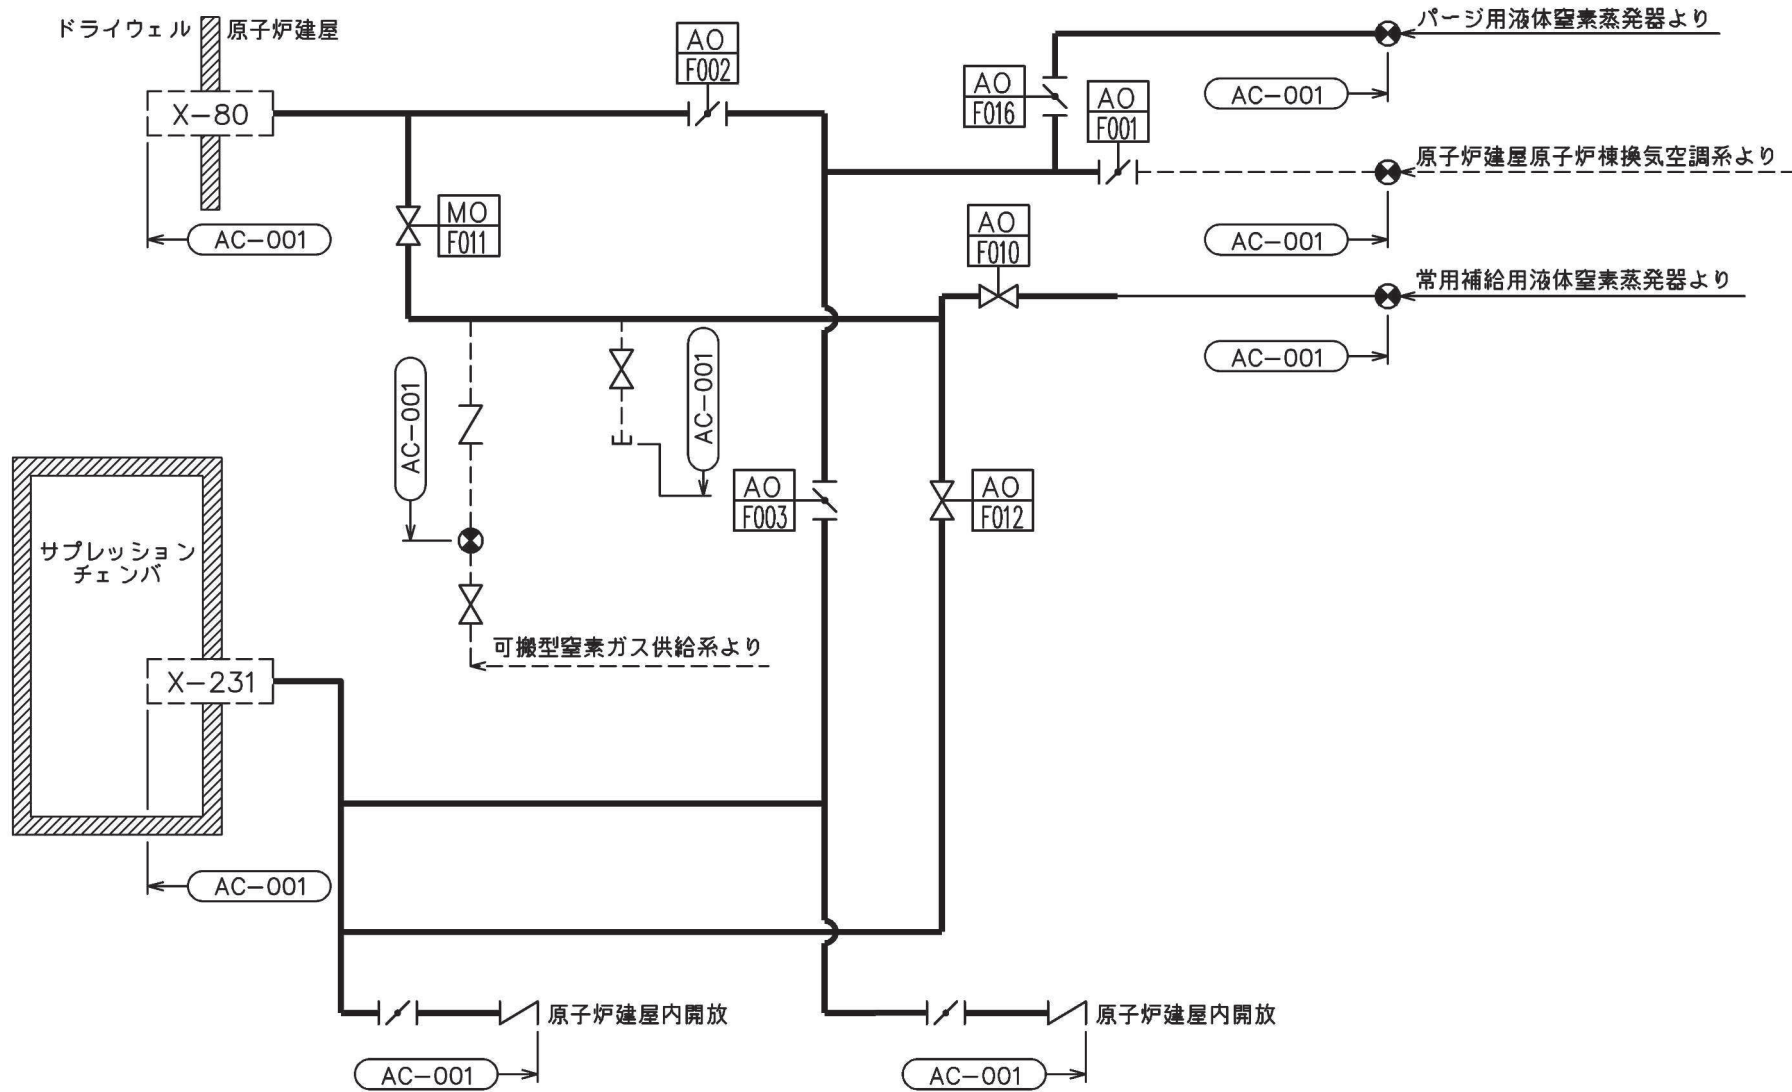 ドライウェル 原子炉建屋
AO
F002
パージ用液体窒素蒸発器より
AO
F016
AO
F001
AC-001
X-80
原子炉建屋原子炉棟換気空調系より
MO
F011
AC-001
AO
F010
AC-001
常用補給用液体窒素蒸発器より
AC-001
AC-001
AC-001
AO
F003
AO
F012
サプレッション
チェンバ
可搬型窒素ガス供給系より
X-231
AC-001
原子炉建屋内開放
原子炉建屋内開放
AC-001
AC-001